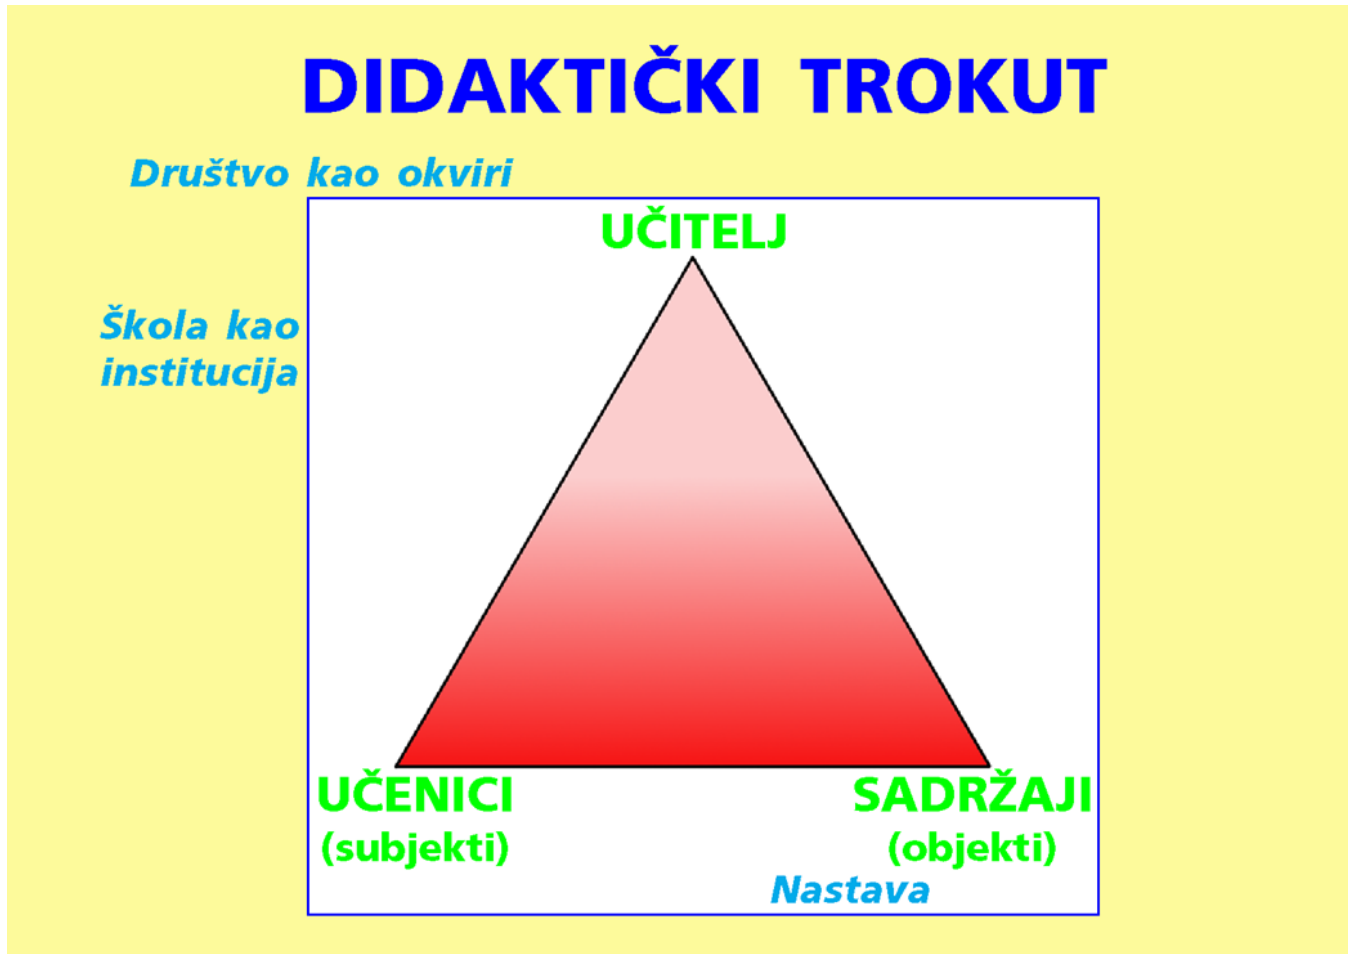 DIDAKTIČKI TROKUT
Društvo kao okviri
UČITELJ
Škola kao
institucija
UČENICI
(subjekti)
SADRŽAJI
(objekti)
Nastava